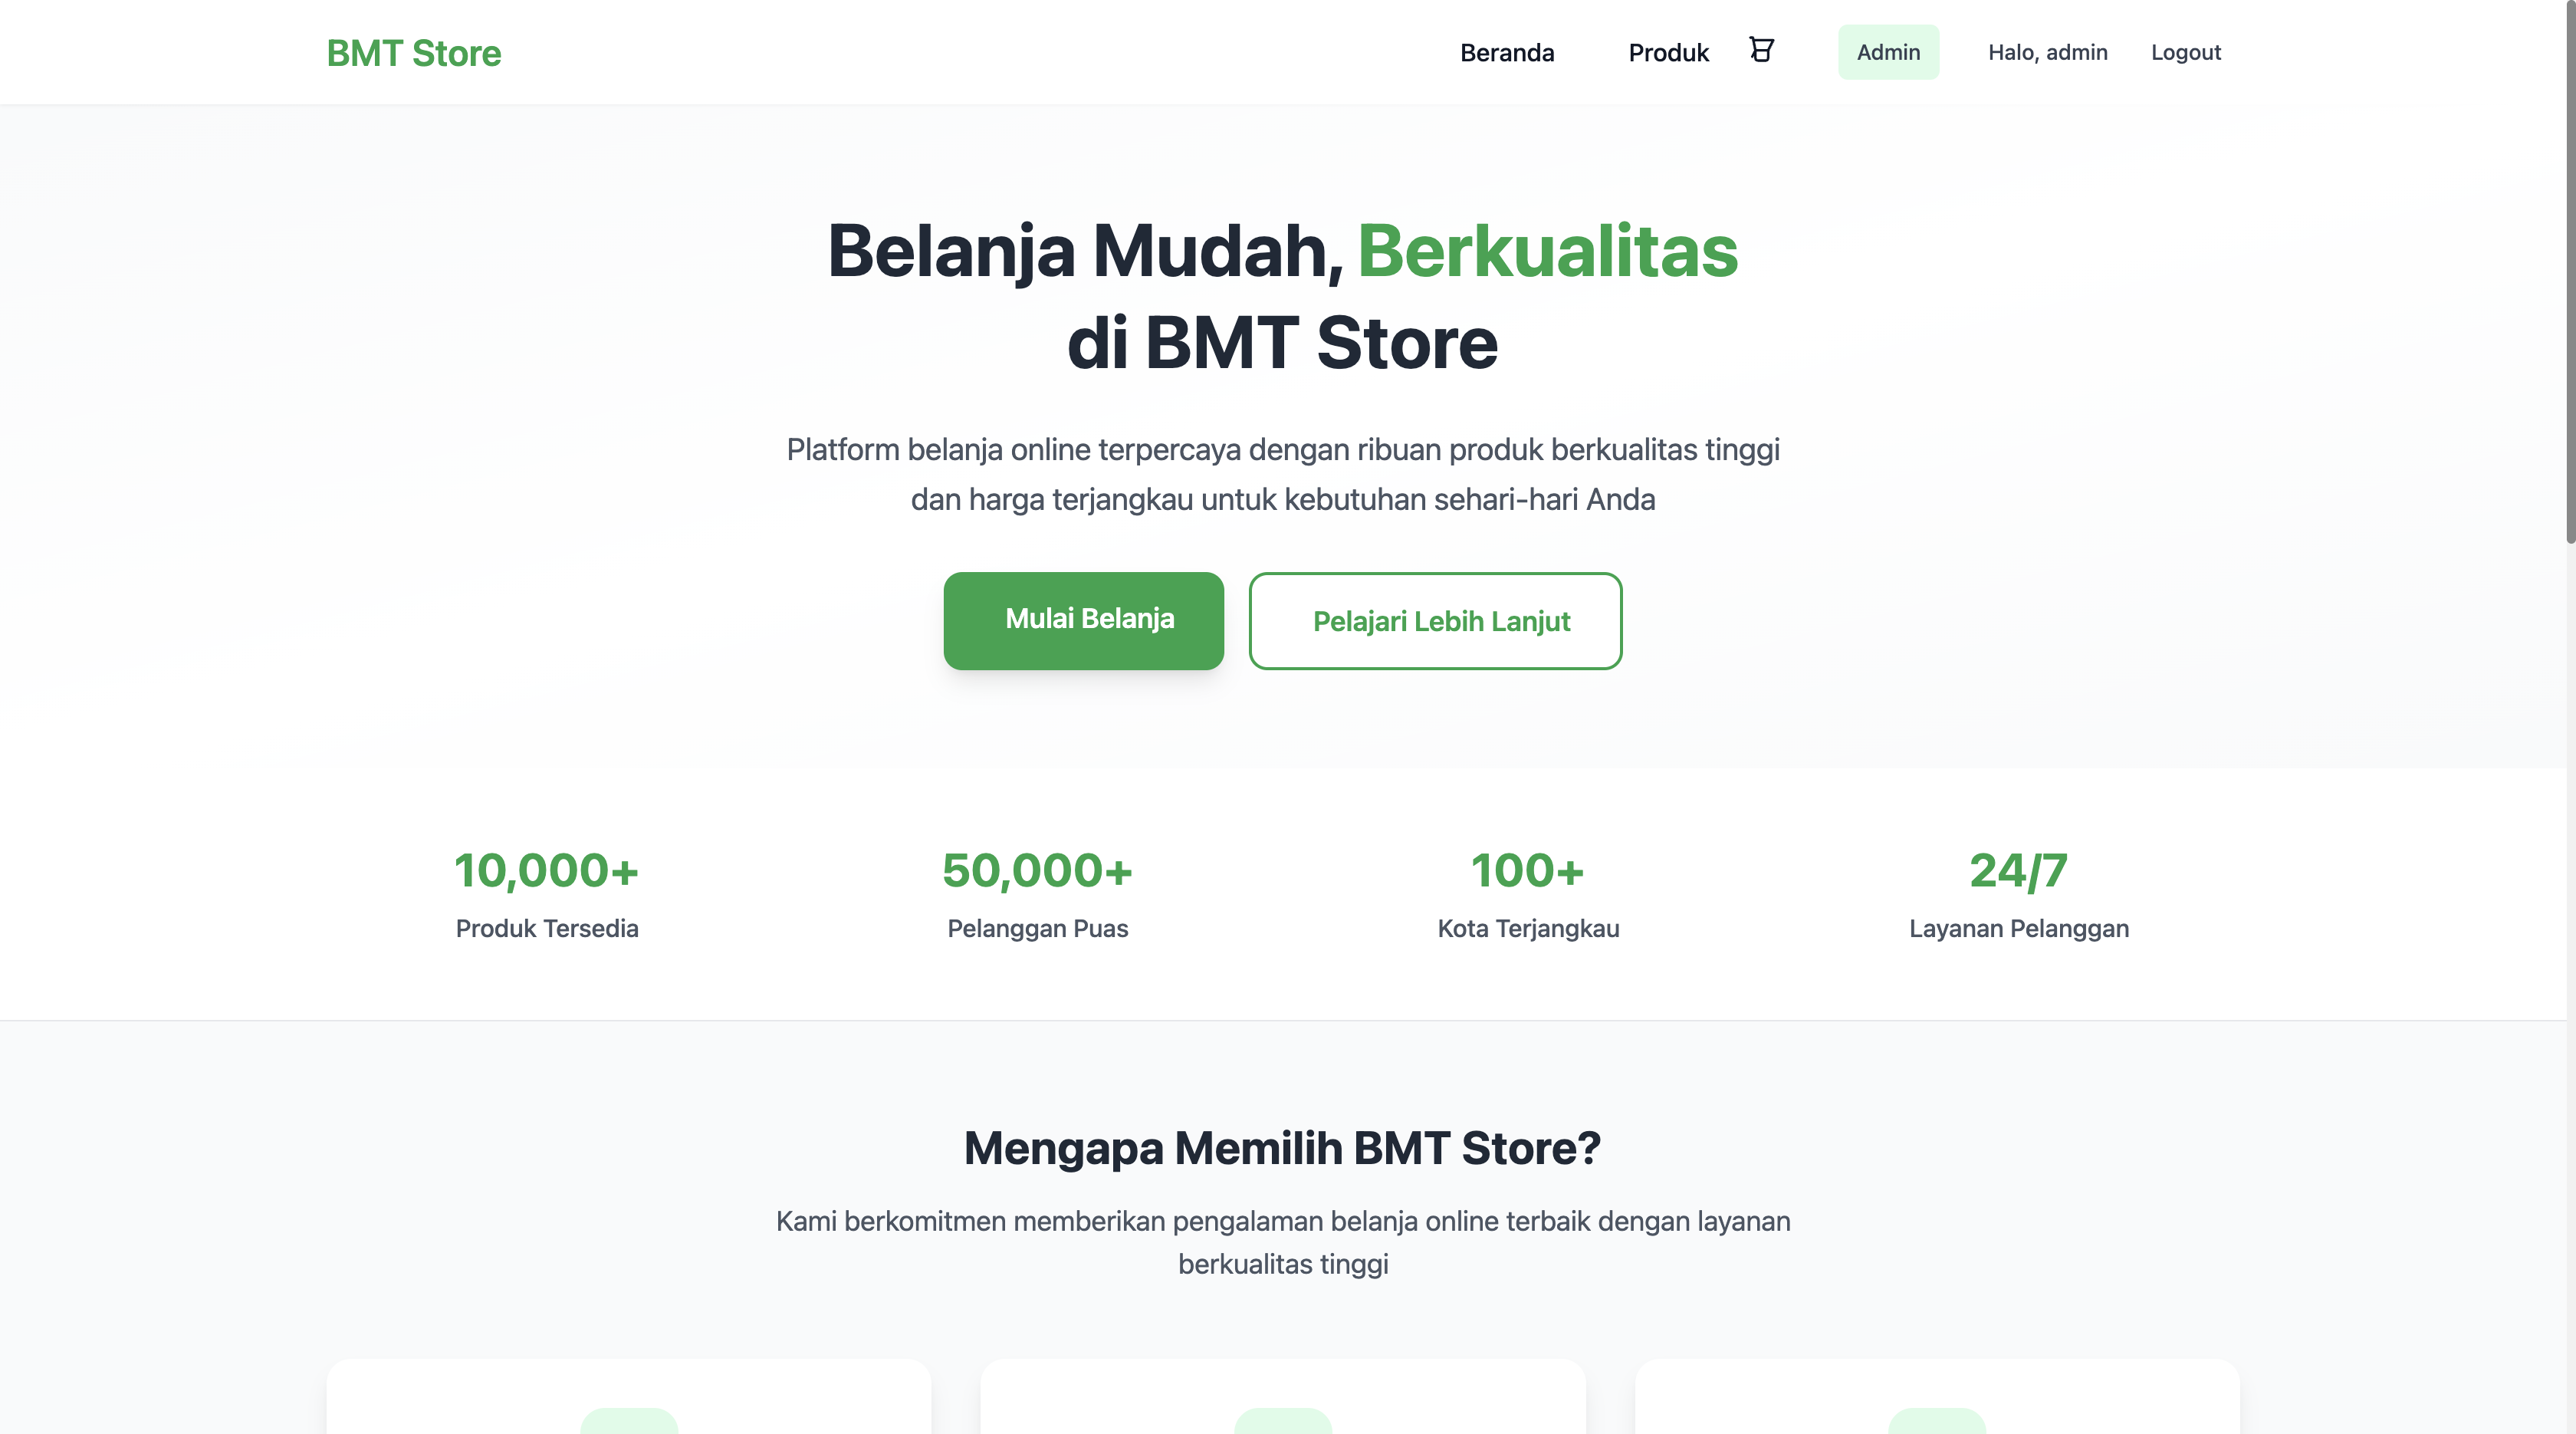 BMT Store
Beranda
Produk
Admin
Halo, admin
Logout
Belanja Mudah, Berkualitas
di BMT Store
Platform belanja online terpercaya dengan ribuan produk berkualitas tinggi
dan harga terjangkau untuk kebutuhan sehari-hari Anda
Mulai Belanja
Pelajari Lebih Lanjut
10,000+
Produk Tersedia
50,000+
Pelanggan Puas
100+
Kota Terjangkau
24/7
Layanan Pelanggan
Mengapa Memilih BMT Store?
Kami berkomitmen memberikan pengalaman belanja online terbaik dengan layanan
berkualitas tinggi